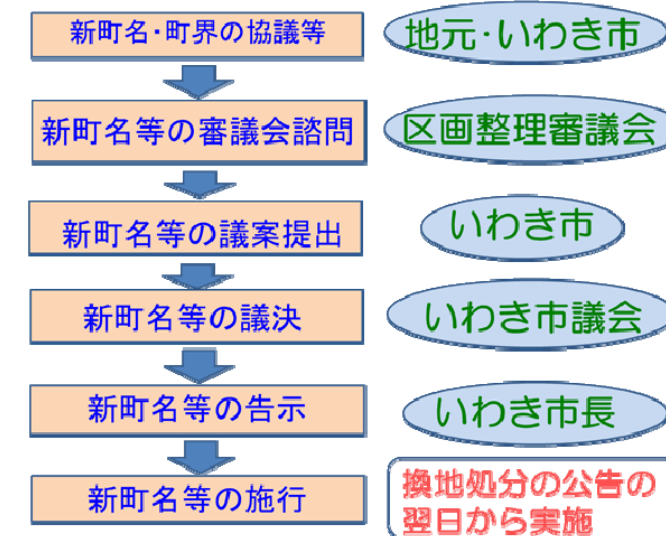 新町名・町界の協議等
地元・いわき市
新町名等の審議会諮問
区画整理審議会
新町名等の議案提出
いわき市
新町名等の議決
いわき市議会
新町名等の告示
いわき市長
新町名等の施行
換地処分の公告の
翌日から実施